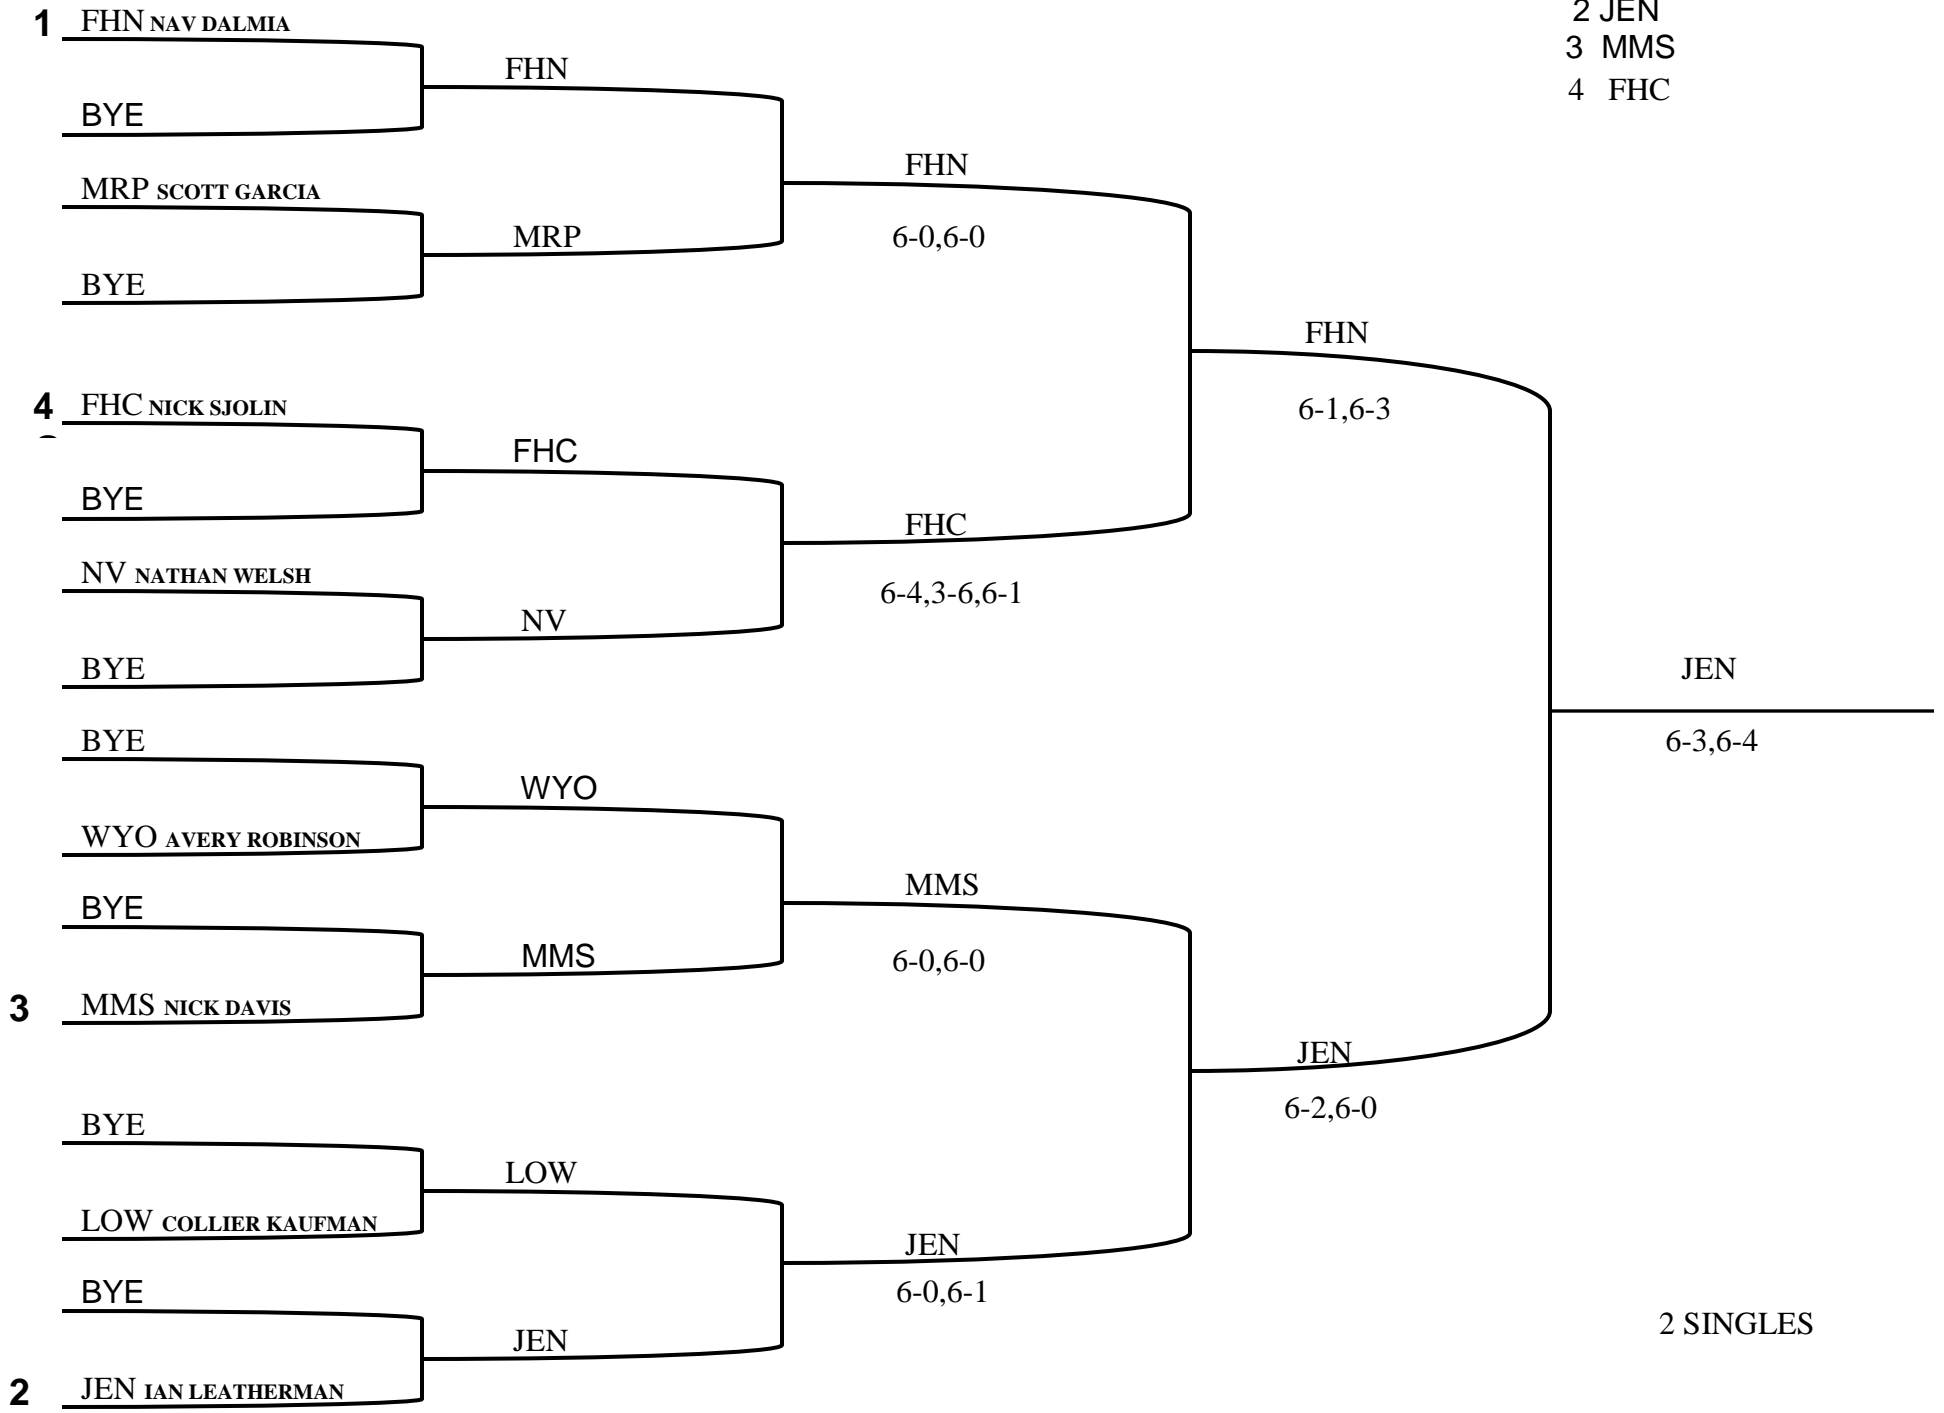 2 JEN
3 MMS
4 FHC
1 FHN NAV DALMIA
FHN
BYE
FHN
MRP SCOTT GARCIA
6-0,6-0
MRP
BYE
FHN
6-1,6-3
4 FHC NICK SJOLIN
FHC
BYE
FHC
NV NATHAN WELSH
6-4,3-6,6-1
NV
BYE
JEN
6-3,6-4
BYE
WYO
WYO AVERY ROBINSON
MMS
BYE
6-0,6-0
MMS
3 MMS NICK DAVIS
JEN
6-2,6-0
BYE
LOW
LOW COLLIER KAUFMAN
JEN
6-0,6-1
BYE
JEN
2 JEN IAN LEATHERMAN
2 SINGLES